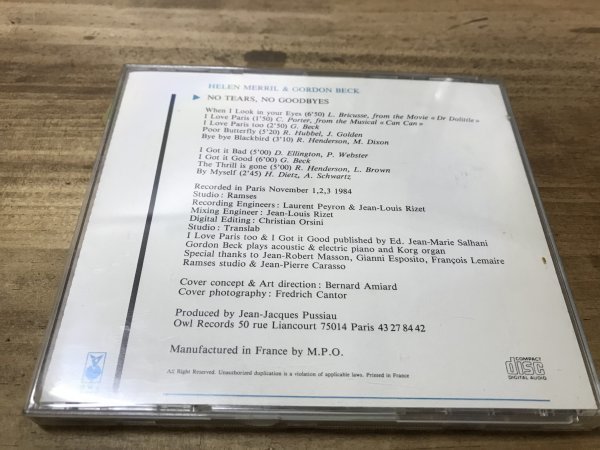 HELEN MERRIL & GORDON BECK
NO TEARS, NO GOODBYES
When I Look in your Eyes (6'50) L. Bricusse, from the Movie « Dr Dolittle »
I Love Paris (1'50) C. Porter, from the Musical « Can Can »
I Love Paris too (2'50) G. Beck
Poor Butterfly (5'20) R. Hubbel, J. Golden
Bye bye Blackbird (3'10) R. Henderson, M. Dixon
I Got it Bad (5'00) D. Ellington, P. Webster
I Got it Good (6'00) G. Beck
The Thrill is gone (5'00) R. Henderson, L. Brown
By Myself (2'45) H. Dietz, A. Schwartz
Recorded in Paris November 1,2,3 1984
Studio : Ramses
Recording Engineers : Laurent Peyron & Jean-Louis Rizet
Mixing Engineer : Jean-Louis Rizet
Digital Editing : Christian Orsini
Studio : Translab
I Love Paris too & I Got it Good published by Ed. Jean-Marie Salhani
Gordon Beck plays acoustic & electric piano and Korg organ
Special thanks to Jean-Robert Masson, Gianni Esposito, François Lemaire
Ramses studio & Jean-Pierre Carasso
Cover concept & Art direction : Bernard Amiard
Cover photography : Fredrich Cantor
Produced by Jean-Jacques Pussiau
Owl Records 50 rue Liancourt 75014 Paris 43 27 84 42
Manufactured in France by M.P.O.
All Right Reserved. Unauthorized duplication is a violation of applicable laws. Printed in France
COMPACT
disc
DIGITAL AUDIO